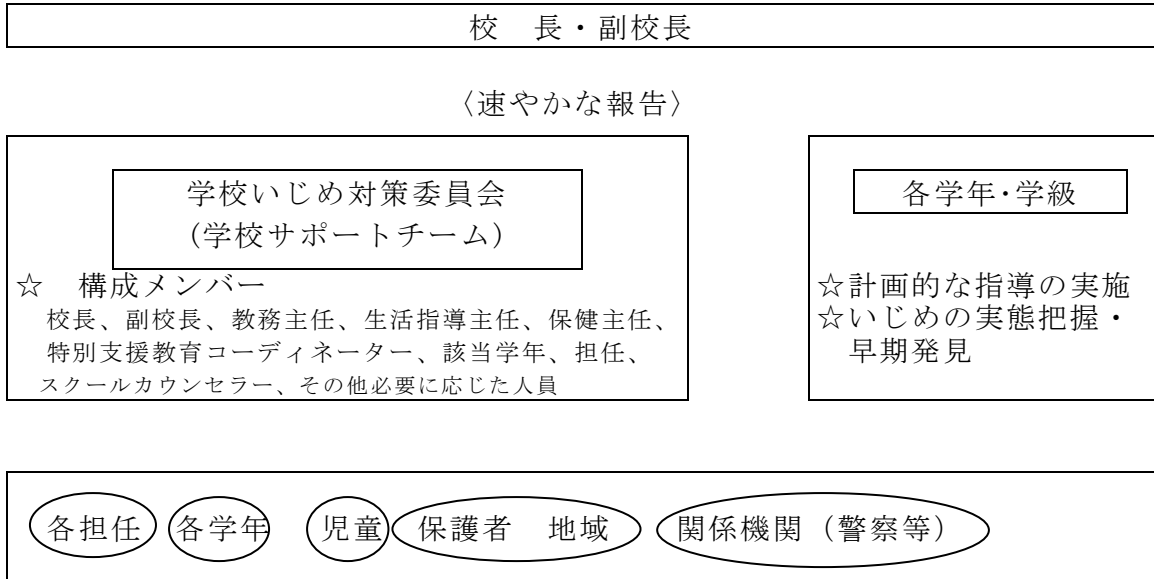 校　長・副校長
〈速やかな報告〉
学校いじめ対策委員会
（学校サポートチーム）
☆　構成メンバー
校長、副校長、教務主任、生活指導主任、保健主任、
特別支援教育コーディネーター、該当学年、担任、
スクールカウンセラー、その他必要に応じた人員
各学年・学級
☆計画的な指導の実施
☆いじめの実態把握・
早期発見
各担任　各学年　児童　保護者　地域　関係機関（警察等）